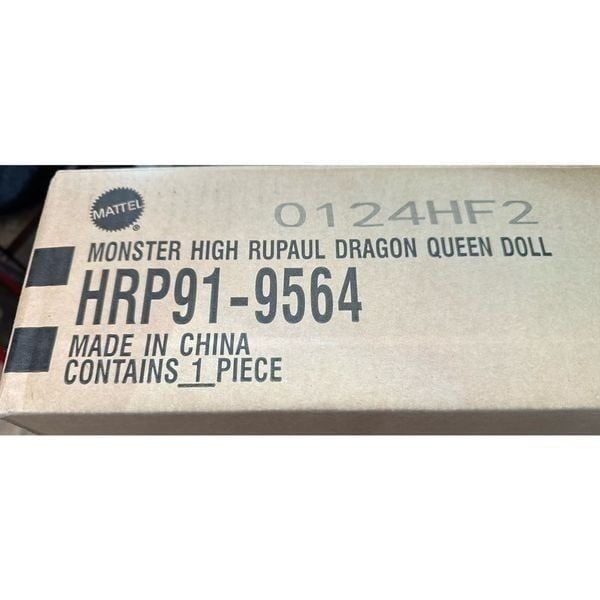 MATTEL
®
0124HF2
MONSTER HIGH RUPAUL DRAGON QUEEN DOLL
HRP91-9564
MADE IN CHINA
CONTAINS 1 PIECE